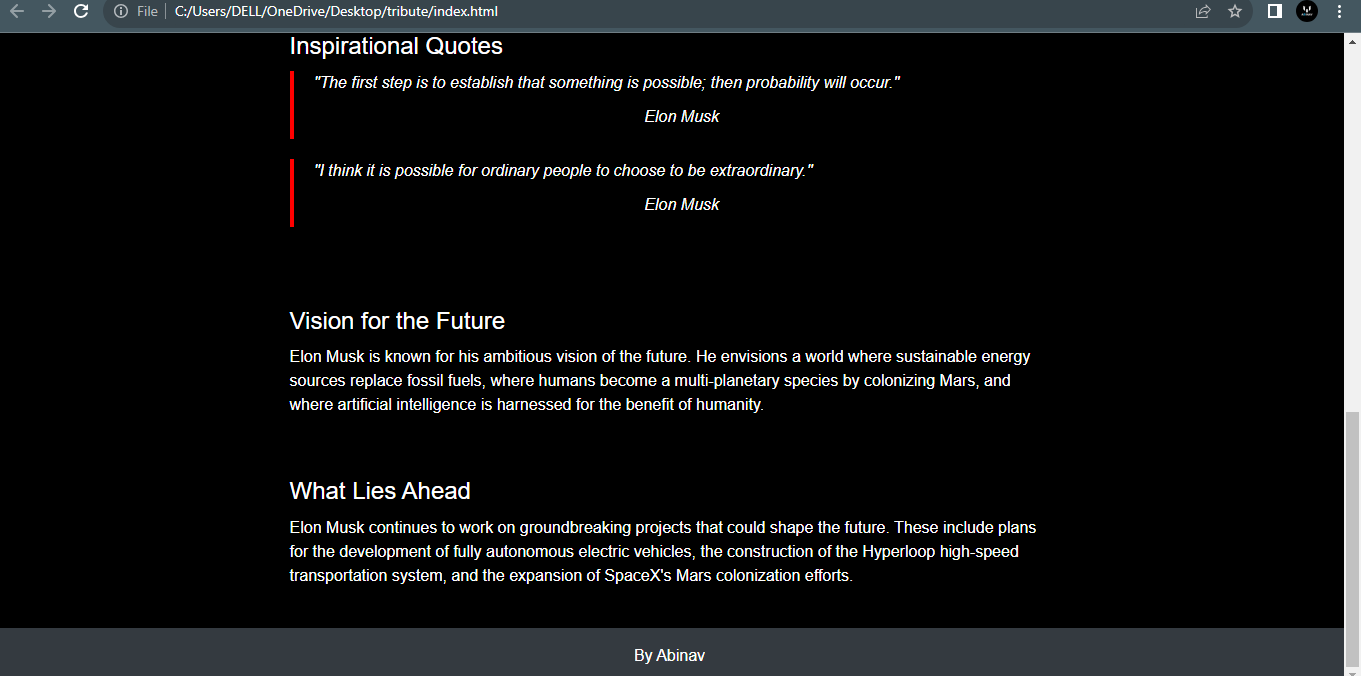 File
C:/Users/DELL/OneDrive/Desktop/tribute/index.html
Inspirational Quotes
"The first step is to establish that something is possible; then probability will occur."
Elon Musk
"I think it is possible for ordinary people to choose to be extraordinary."
Elon Musk
Vision for the Future
Elon Musk is known for his ambitious vision of the future. He envisions a world where sustainable energy
sources replace fossil fuels, where humans become a multi-planetary species by colonizing Mars, and
where artificial intelligence is harnessed for the benefit of humanity.
What Lies Ahead
Elon Musk continues to work on groundbreaking projects that could shape the future. These include plans
for the development of fully autonomous electric vehicles, the construction of the Hyperloop high-speed
transportation system, and the expansion of SpaceX's Mars colonization efforts.
By Abinav